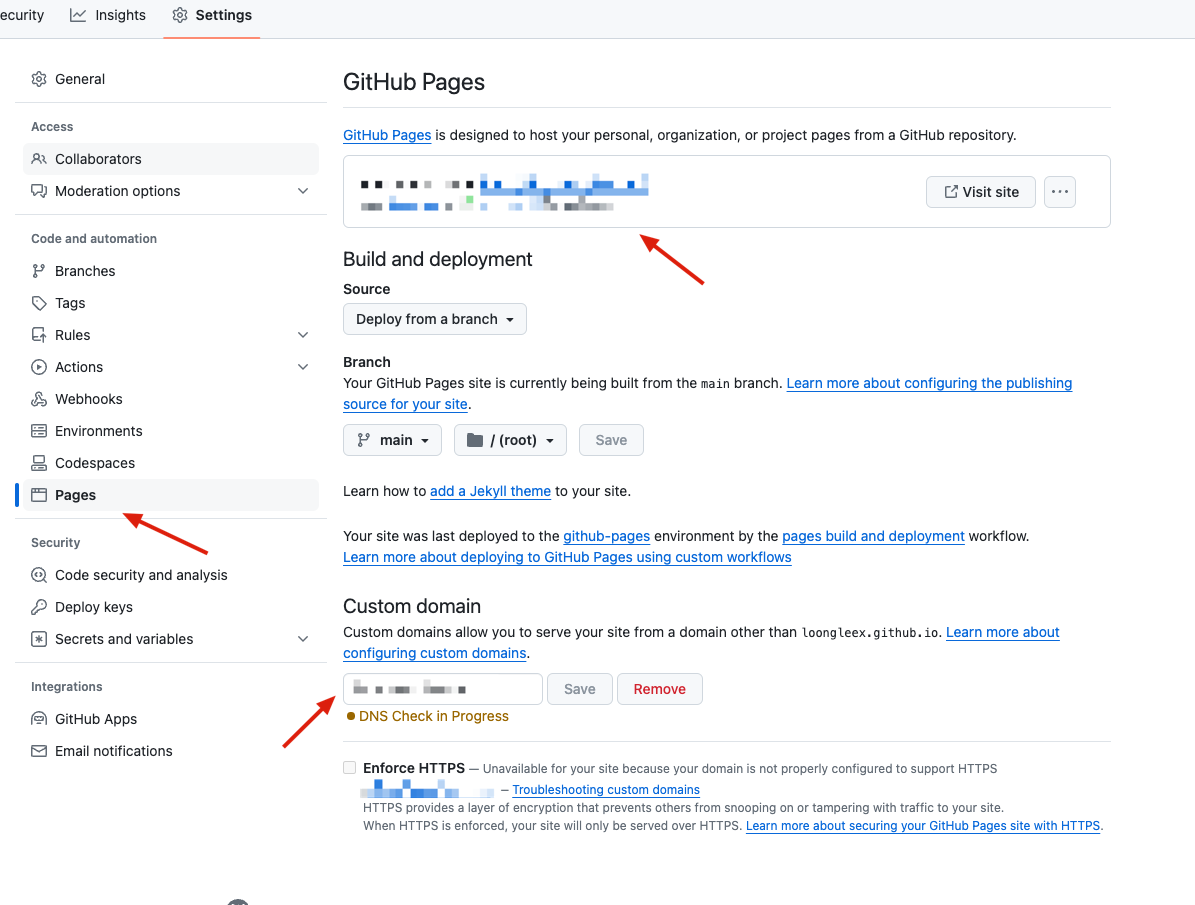 ecurity Insights Settings
General
Access
Collaborators
Moderation options
Code and automation
Branches
Tags
Rules
Actions
Webhooks
Environments
Codespaces
Pages
Security
Code security and analysis
Deploy keys
Secrets and variables
Integrations
GitHub Apps
Email notifications
GitHub Pages
GitHub Pages is designed to host your personal, organization, or project pages from a GitHub repository.
Visit site
Build and deployment
Source
Deploy from a branch
Branch
Your GitHub Pages site is currently being built from the main branch. Learn more about configuring the publishing
source for your site.
main / (root) Save
Learn how to add a Jekyll theme to your site.
Your site was last deployed to the github-pages environment by the pages build and deployment workflow.
Learn more about deploying to GitHub Pages using custom workflows
Custom domain
Custom domains allow you to serve your site from a domain other than loongleex.github.io. Learn more about
configuring custom domains.
Save Remove
DNS Check in Progress
Enforce HTTPS — Unavailable for your site because your domain is not properly configured to support HTTPS
— Troubleshooting custom domains
HTTPS provides a layer of encryption that prevents others from snooping on or tampering with traffic to your site.
When HTTPS is enforced, your site will only be served over HTTPS. Learn more about securing your GitHub Pages site with HTTPS.